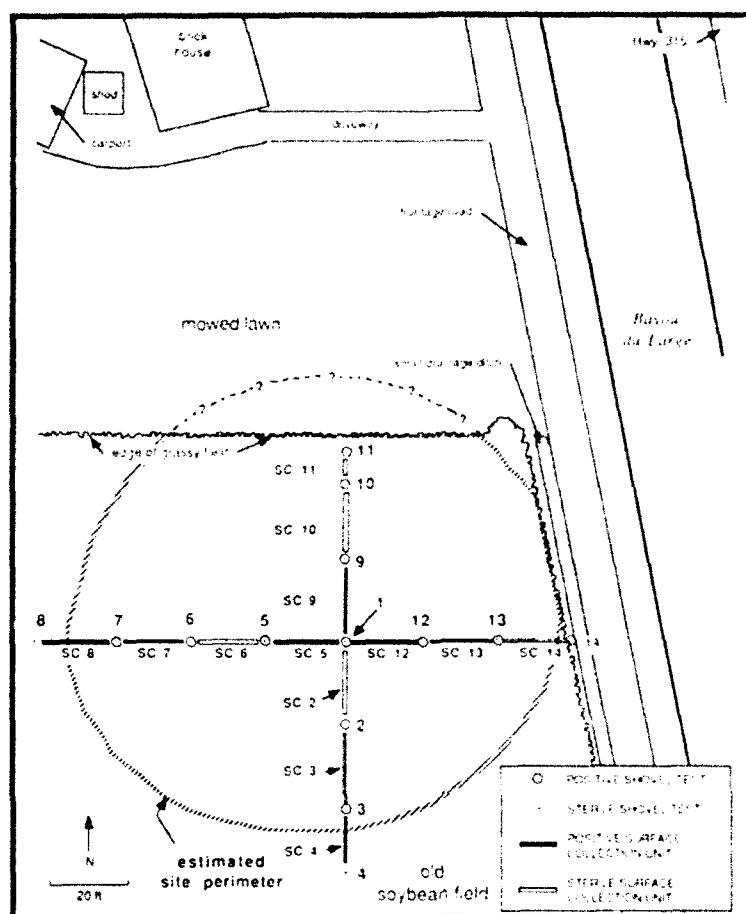 brick
house
shed
carport
driveway
Hwy 315
frontage road
mowed lawn
Bayou
du Large
small drainage ditch
?
?
?
?
?
edge of grassy field
SC 11
11
10
SC 10
9
SC 9
1
8
7
6
5
12
13
SC 8
SC 7
SC 6
SC 5
SC 12
SC 13
SC 14
14
SC 2
2
SC 3
3
SC 4
4
estimated
site perimeter
old
soybean field
N
20 ft
POSITIVE SHOVEL TEST
STERILE SHOVEL TEST
POSITIVE SURFACE
COLLECTION UNIT
STERILE SURFACE
COLLECTION UNIT